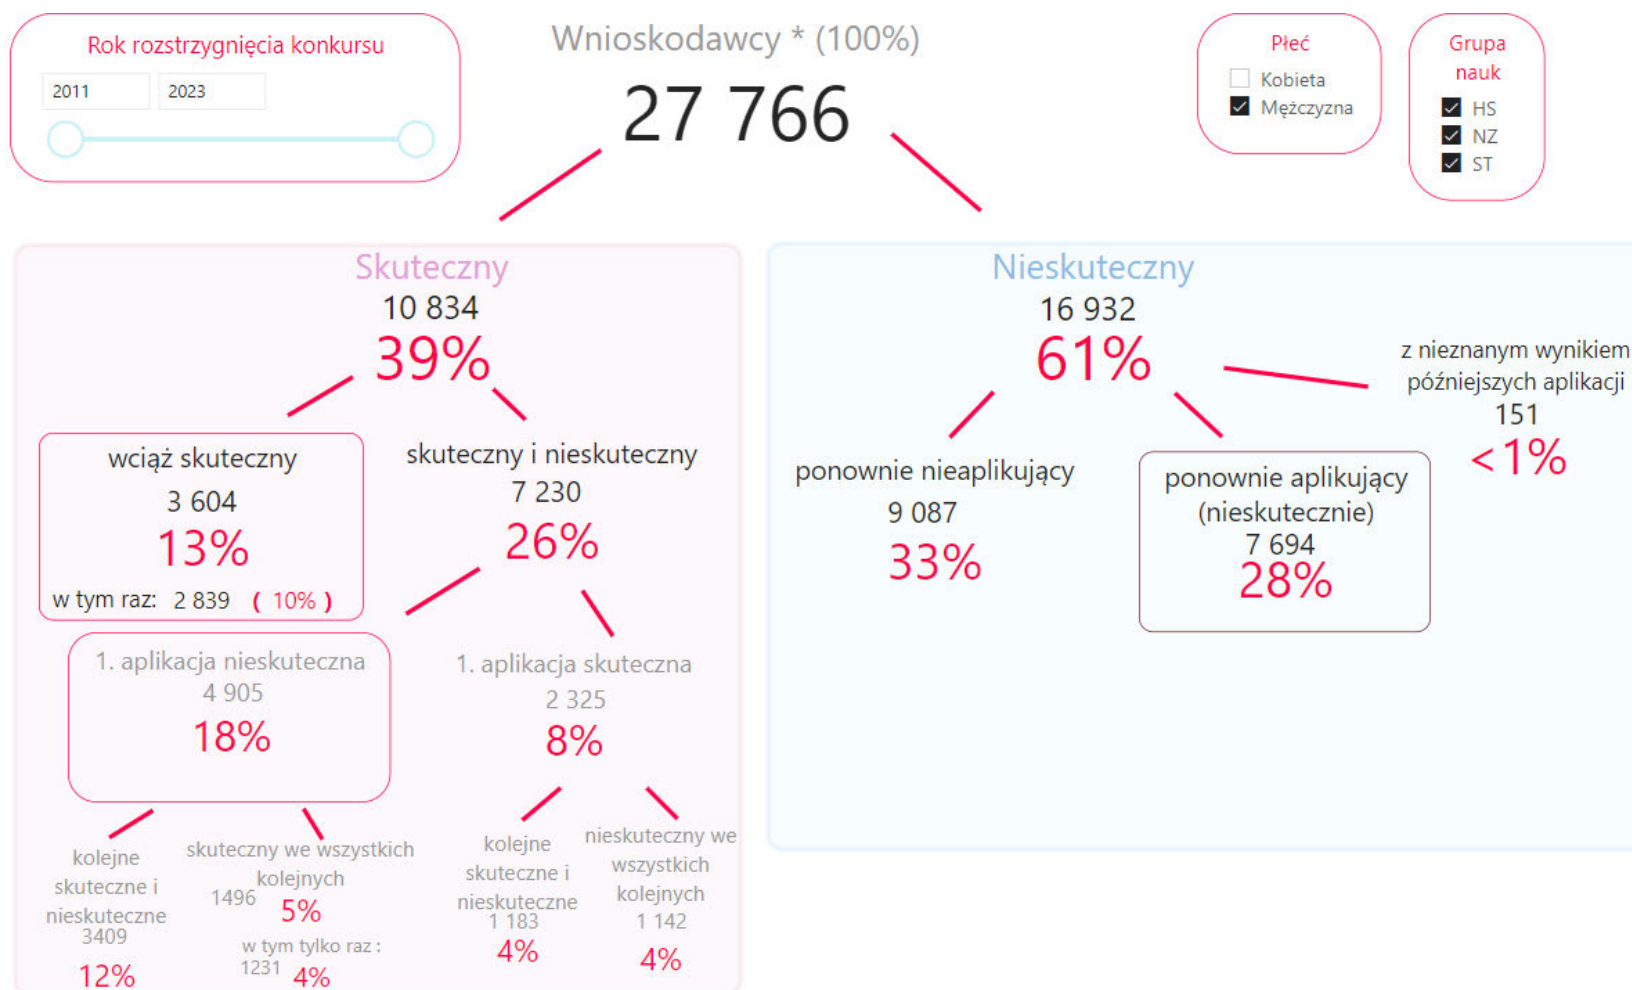 Rok rozstrzygnięcia konkursu
2011
2023
Wnioskodawcy * (100%)
27 766
Płeć
Kobieta
Mężczyzna
Grupa
nauk
HS
NZ
ST
Skuteczny
10 834
39%
wciąż skuteczny
3 604
13%
w tym raz: 2 839 ( 10% )
skuteczny i nieskuteczny
7 230
26%
1. aplikacja nieskuteczna
4 905
18%
1. aplikacja skuteczna
2 325
8%
kolejne
skuteczne i
nieskuteczne
3409
12%
skuteczny we wszystkich
kolejnych
1496 5%
w tym tylko raz :
1231 4%
kolejne
skuteczne i
nieskuteczne
1 183
4%
nieskuteczny we
wszystkich
kolejnych
1 142
4%
Nieskuteczny
16 932
61%
ponownie nieaplikujący
9 087
33%
ponownie aplikujący
(nieskutecznie)
7 694
28%
z nieznanym wynikiem
późniejszych aplikacji
151
<1%